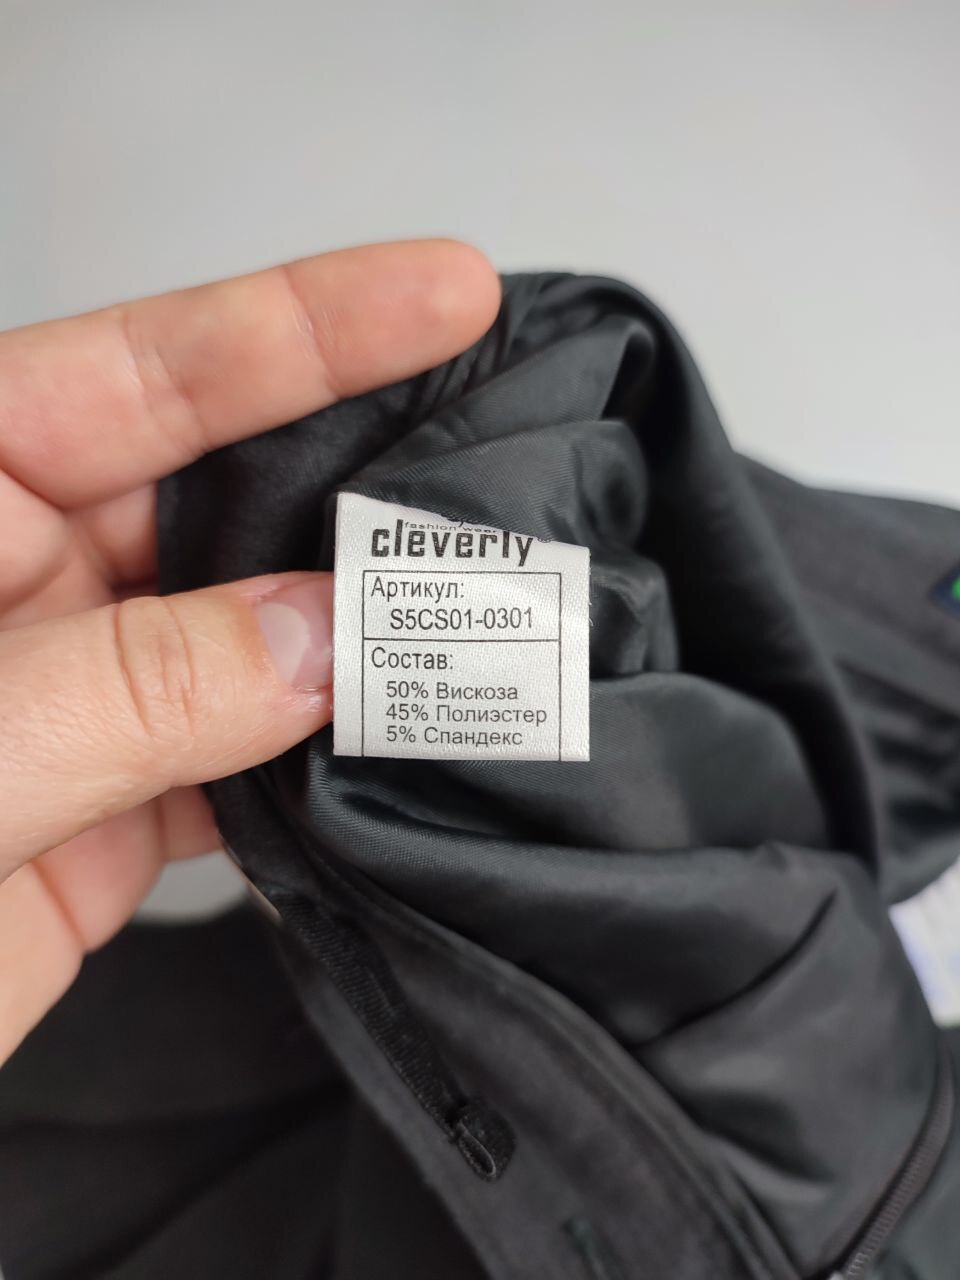 fashion wear
cleverly
Артикул:
S5CS01-0301
Состав:
50% Вискоза
45% Полиэстер
5% Спандекс